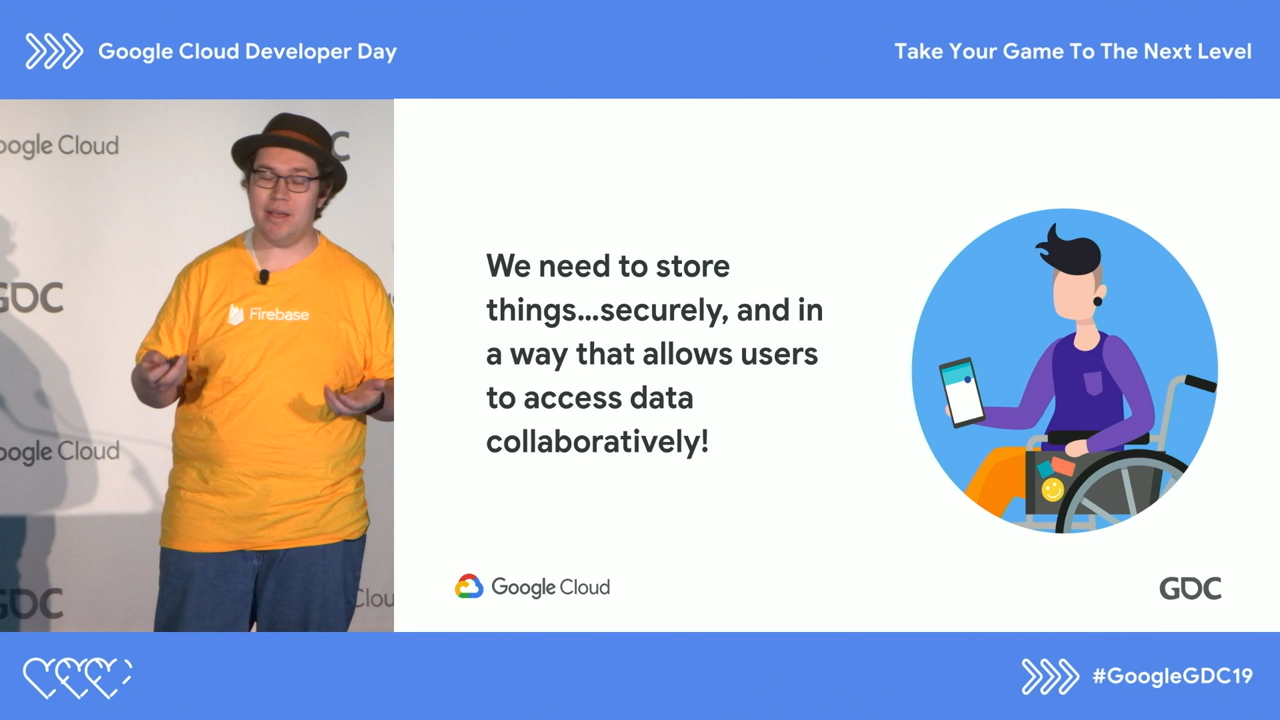 Google Cloud Developer Day
Take Your Game To The Next Level
oogle Cloud
C
GDC
oogle Cloud
GDC
Clou
Firebase
We need to store
things...securely, and in
a way that allows users
to access data
collaboratively!
Google Cloud
GDC
#GoogleGDC19